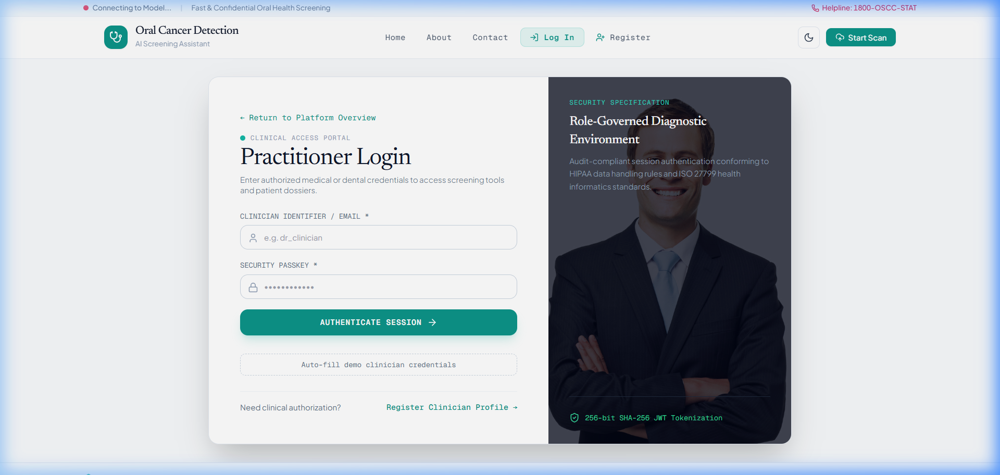 Connecting to Model... | Fast & Confidential Oral Health Screening
Helpline: 1800-OSCC-STAT
Oral Cancer Detection
AI Screening Assistant
Home
About
Contact
Log In
Register
Start Scan
← Return to Platform Overview
CLINICAL ACCESS PORTAL
Practitioner Login
Enter authorized medical or dental credentials to access screening tools
and patient dossiers.
CLINICIAN IDENTIFIER / EMAIL *
e.g. dr_clinician
SECURITY PASSKEY *
••••••••••••
AUTHENTICATE SESSION →
Auto-fill demo clinician credentials
Need clinical authorization?
Register Clinician Profile →
SECURITY SPECIFICATION
Role-Governed Diagnostic
Environment
Audit-compliant session authentication conforming to
HIPAA data handling rules and ISO 27799 health
informatics standards.
256-bit SHA-256 JWT Tokenization